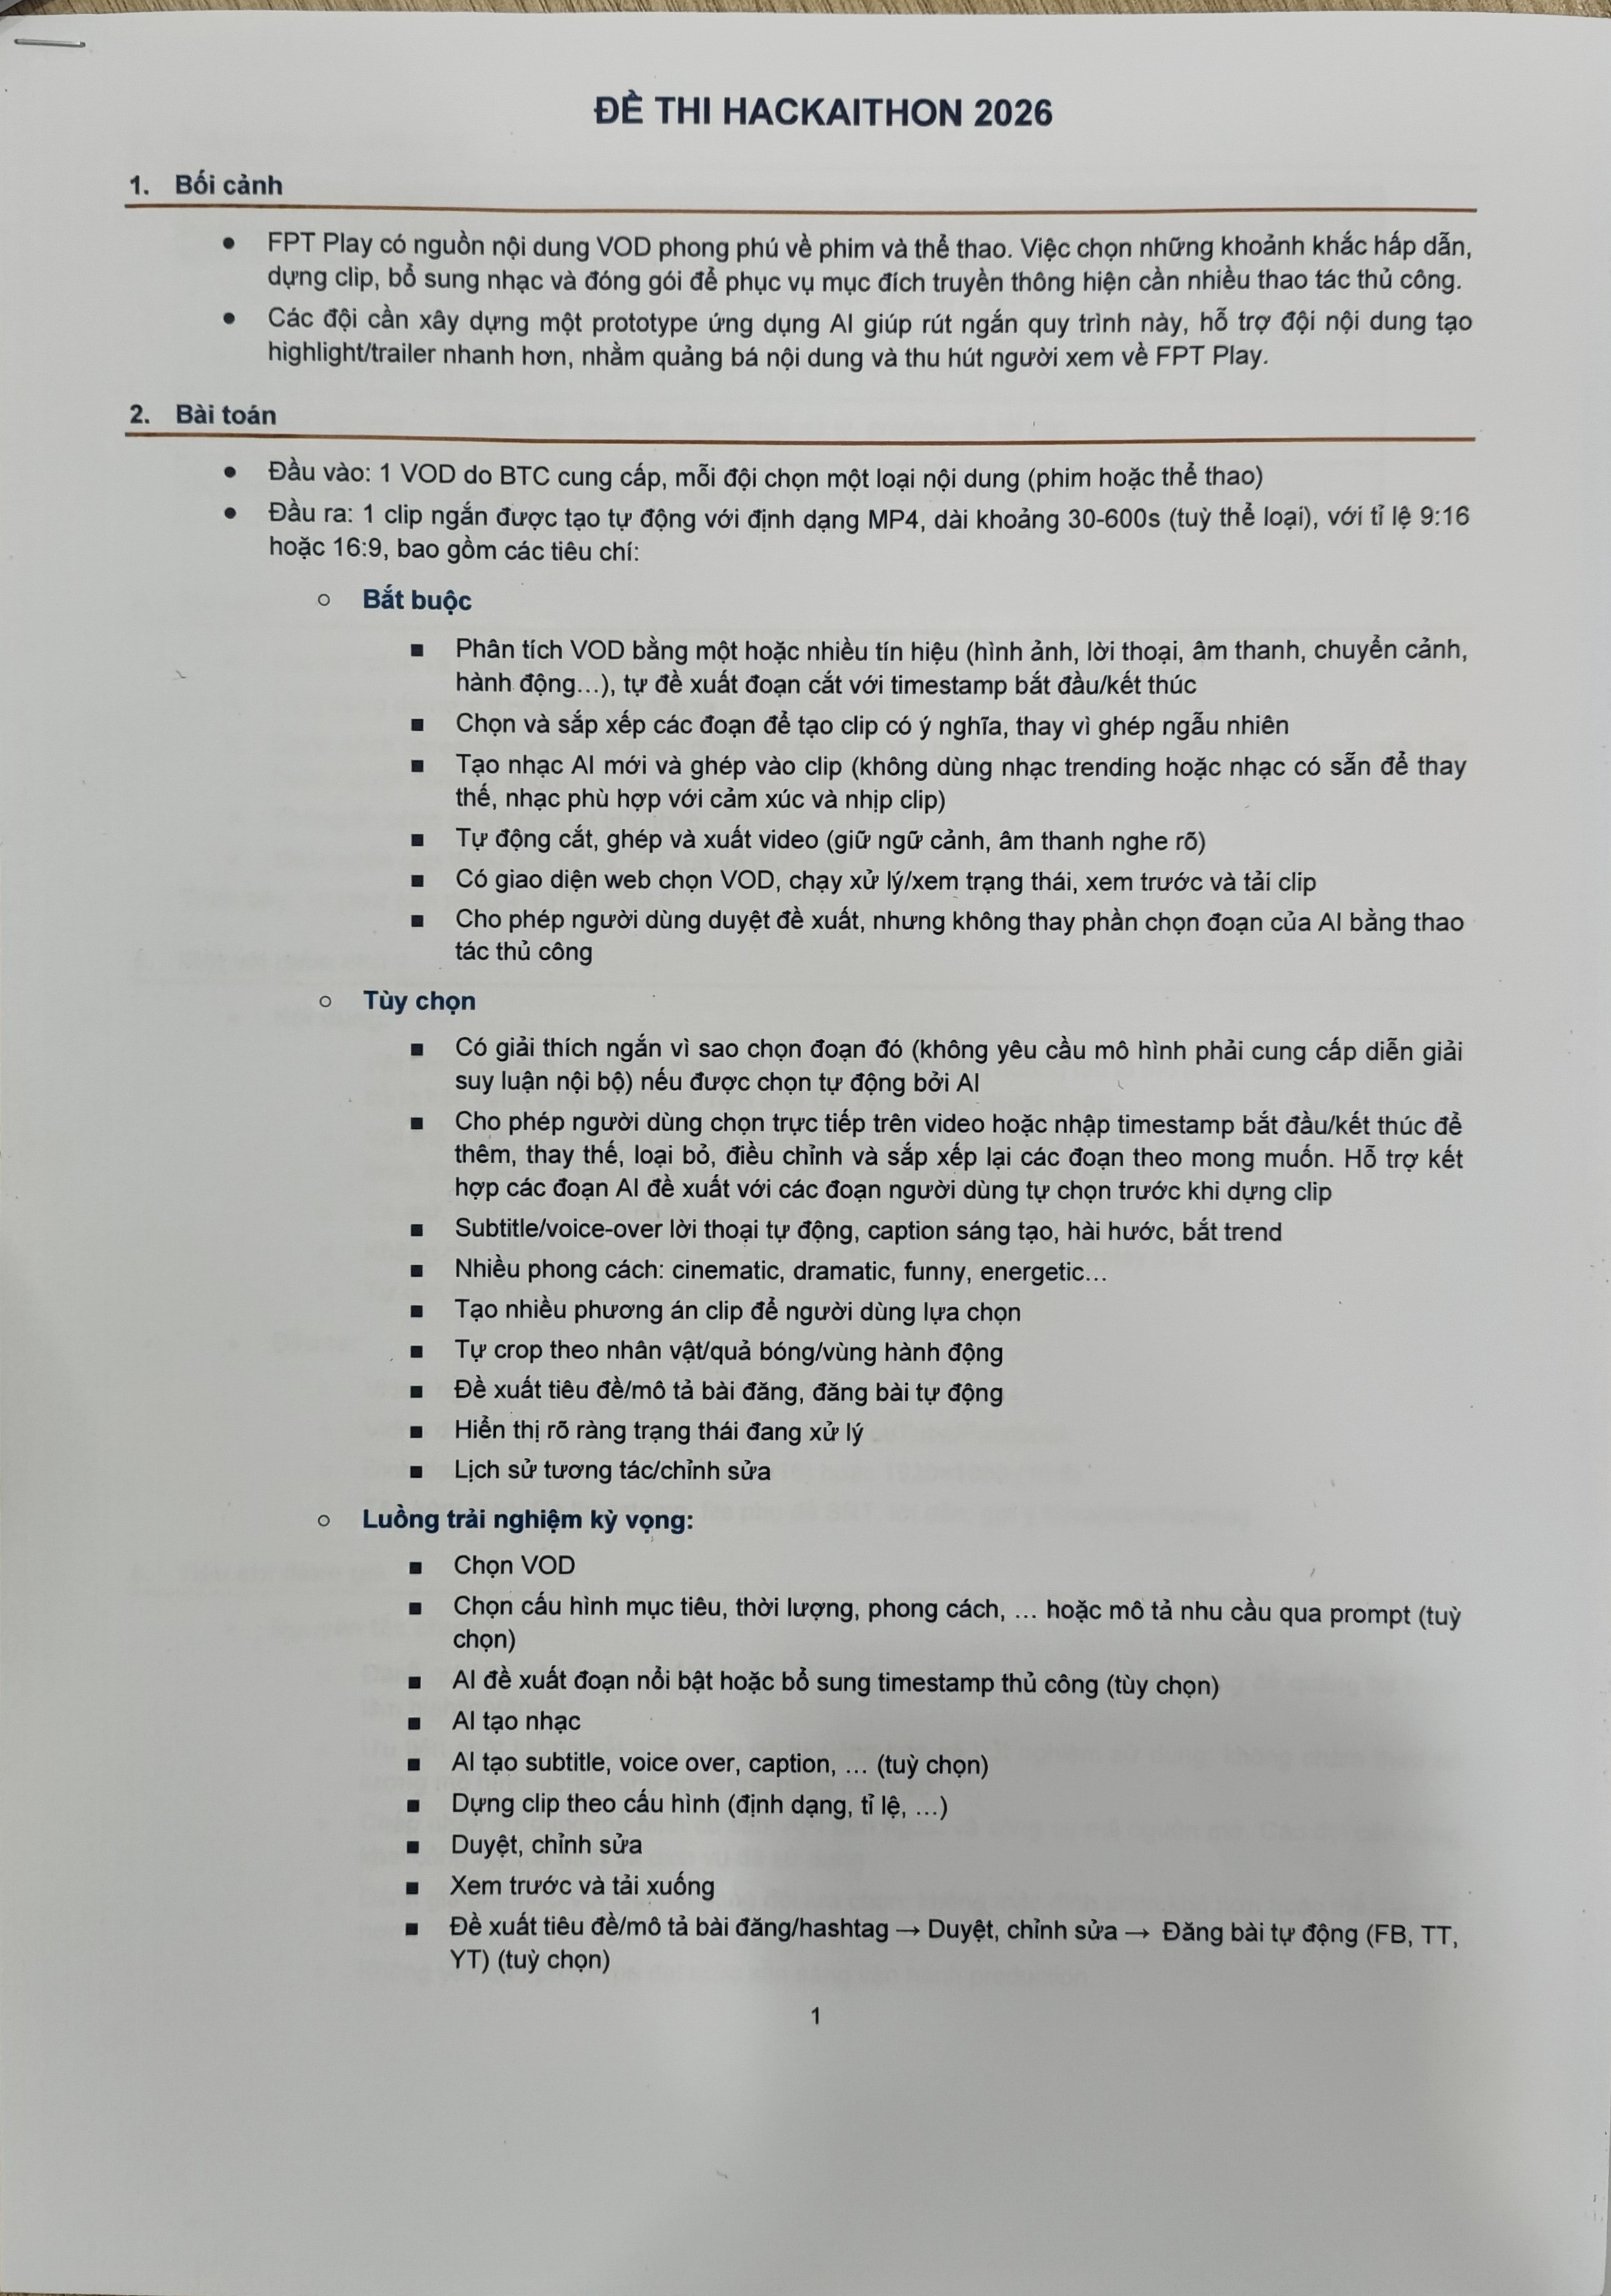 ĐỀ THI HACKAITHON 2026
1. Bối cảnh
● FPT Play có nguồn nội dung VOD phong phú về phim và thể thao. Việc chọn những khoảnh khắc hấp dẫn,
dựng clip, bổ sung nhạc và đóng gói để phục vụ mục đích truyền thông hiện cần nhiều thao tác thủ công.
● Các đội cần xây dựng một prototype ứng dụng AI giúp rút ngắn quy trình này, hỗ trợ đội nội dung tạo
highlight/trailer nhanh hơn, nhằm quảng bá nội dung và thu hút người xem về FPT Play.
2. Bài toán
● Đầu vào: 1 VOD do BTC cung cấp, mỗi đội chọn một loại nội dung (phim hoặc thể thao)
● Đầu ra: 1 clip ngắn được tạo tự động với định dạng MP4, dài khoảng 30-600s (tuỳ thể loại), với tỉ lệ 9:16
hoặc 16:9, bao gồm các tiêu chí:
○ Bắt buộc
■ Phân tích VOD bằng một hoặc nhiều tín hiệu (hình ảnh, lời thoại, âm thanh, chuyển cảnh,
hành động...), tự đề xuất đoạn cắt với timestamp bắt đầu/kết thúc
■ Chọn và sắp xếp các đoạn để tạo clip có ý nghĩa, thay vì ghép ngẫu nhiên
■ Tạo nhạc AI mới và ghép vào clip (không dùng nhạc trending hoặc nhạc có sẵn để thay
thế, nhạc phù hợp với cảm xúc và nhịp clip)
■ Tự động cắt, ghép và xuất video (giữ ngữ cảnh, âm thanh nghe rõ)
■ Có giao diện web chọn VOD, chạy xử lý/xem trạng thái, xem trước và tải clip
■ Cho phép người dùng duyệt đề xuất, nhưng không thay phần chọn đoạn của AI bằng thao
tác thủ công
○ Tùy chọn
■ Có giải thích ngắn vì sao chọn đoạn đó (không yêu cầu mô hình phải cung cấp diễn giải
suy luận nội bộ) nếu được chọn tự động bởi AI
■ Cho phép người dùng chọn trực tiếp trên video hoặc nhập timestamp bắt đầu/kết thúc để
thêm, thay thế, loại bỏ, điều chỉnh và sắp xếp lại các đoạn theo mong muốn. Hỗ trợ kết
hợp các đoạn AI đề xuất với các đoạn người dùng tự chọn trước khi dựng clip
■ Subtitle/voice-over lời thoại tự động, caption sáng tạo, hài hước, bắt trend
■ Nhiều phong cách: cinematic, dramatic, funny, energetic...
■ Tạo nhiều phương án clip để người dùng lựa chọn
■ Tự crop theo nhân vật/quả bóng/vùng hành động
■ Đề xuất tiêu đề/mô tả bài đăng, đăng bài tự động
■ Hiển thị rõ ràng trạng thái đang xử lý
■ Lịch sử tương tác/chỉnh sửa
○ Luồng trải nghiệm kỳ vọng:
■ Chọn VOD
■ Chọn cấu hình mục tiêu, thời lượng, phong cách, ... hoặc mô tả nhu cầu qua prompt (tuỳ
chọn)
■ AI đề xuất đoạn nổi bật hoặc bổ sung timestamp thủ công (tùy chọn)
■ AI tạo nhạc
■ AI tạo subtitle, voice over, caption, ... (tuỳ chọn)
■ Dựng clip theo cấu hình (định dạng, tỉ lệ, ...)
■ Duyệt, chỉnh sửa
■ Xem trước và tải xuống
■ Đề xuất tiêu đề/mô tả bài đăng/hashtag → Duyệt, chỉnh sửa → Đăng bài tự động (FB, TT,
YT) (tuỳ chọn)
1